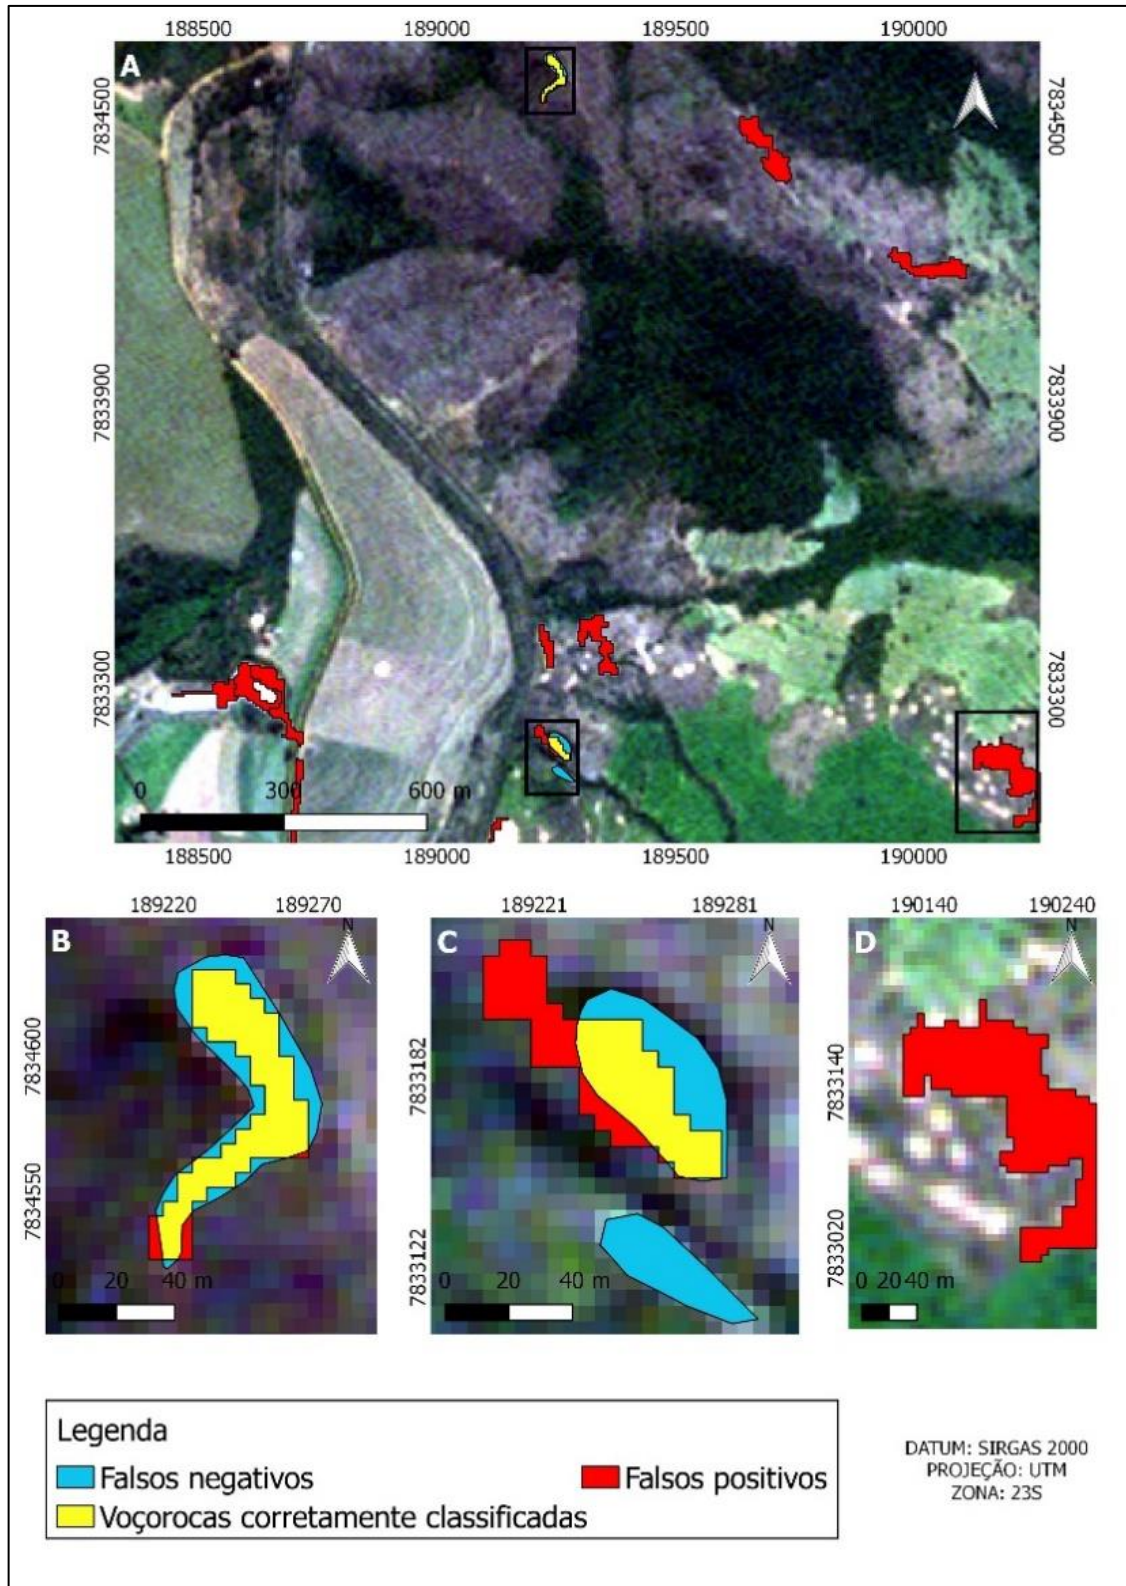 188500 189000 189500 190000
A
7834500 7834500
7833900 7833900
7833300 7833300
0 300 600 m
188500 189000 189500 190000
189220 189270 189221 189281 190140 190240
B N C N D N
7834600 7833182 7833140
7834550 7833122 7833020
0 20 40 m 0 20 40 m 0 20 40 m
Legenda
Falsos negativos Falsos positivos
Voçorocas corretamente classificadas
DATUM: SIRGAS 2000
PROJEÇÃO: UTM
ZONA: 23S